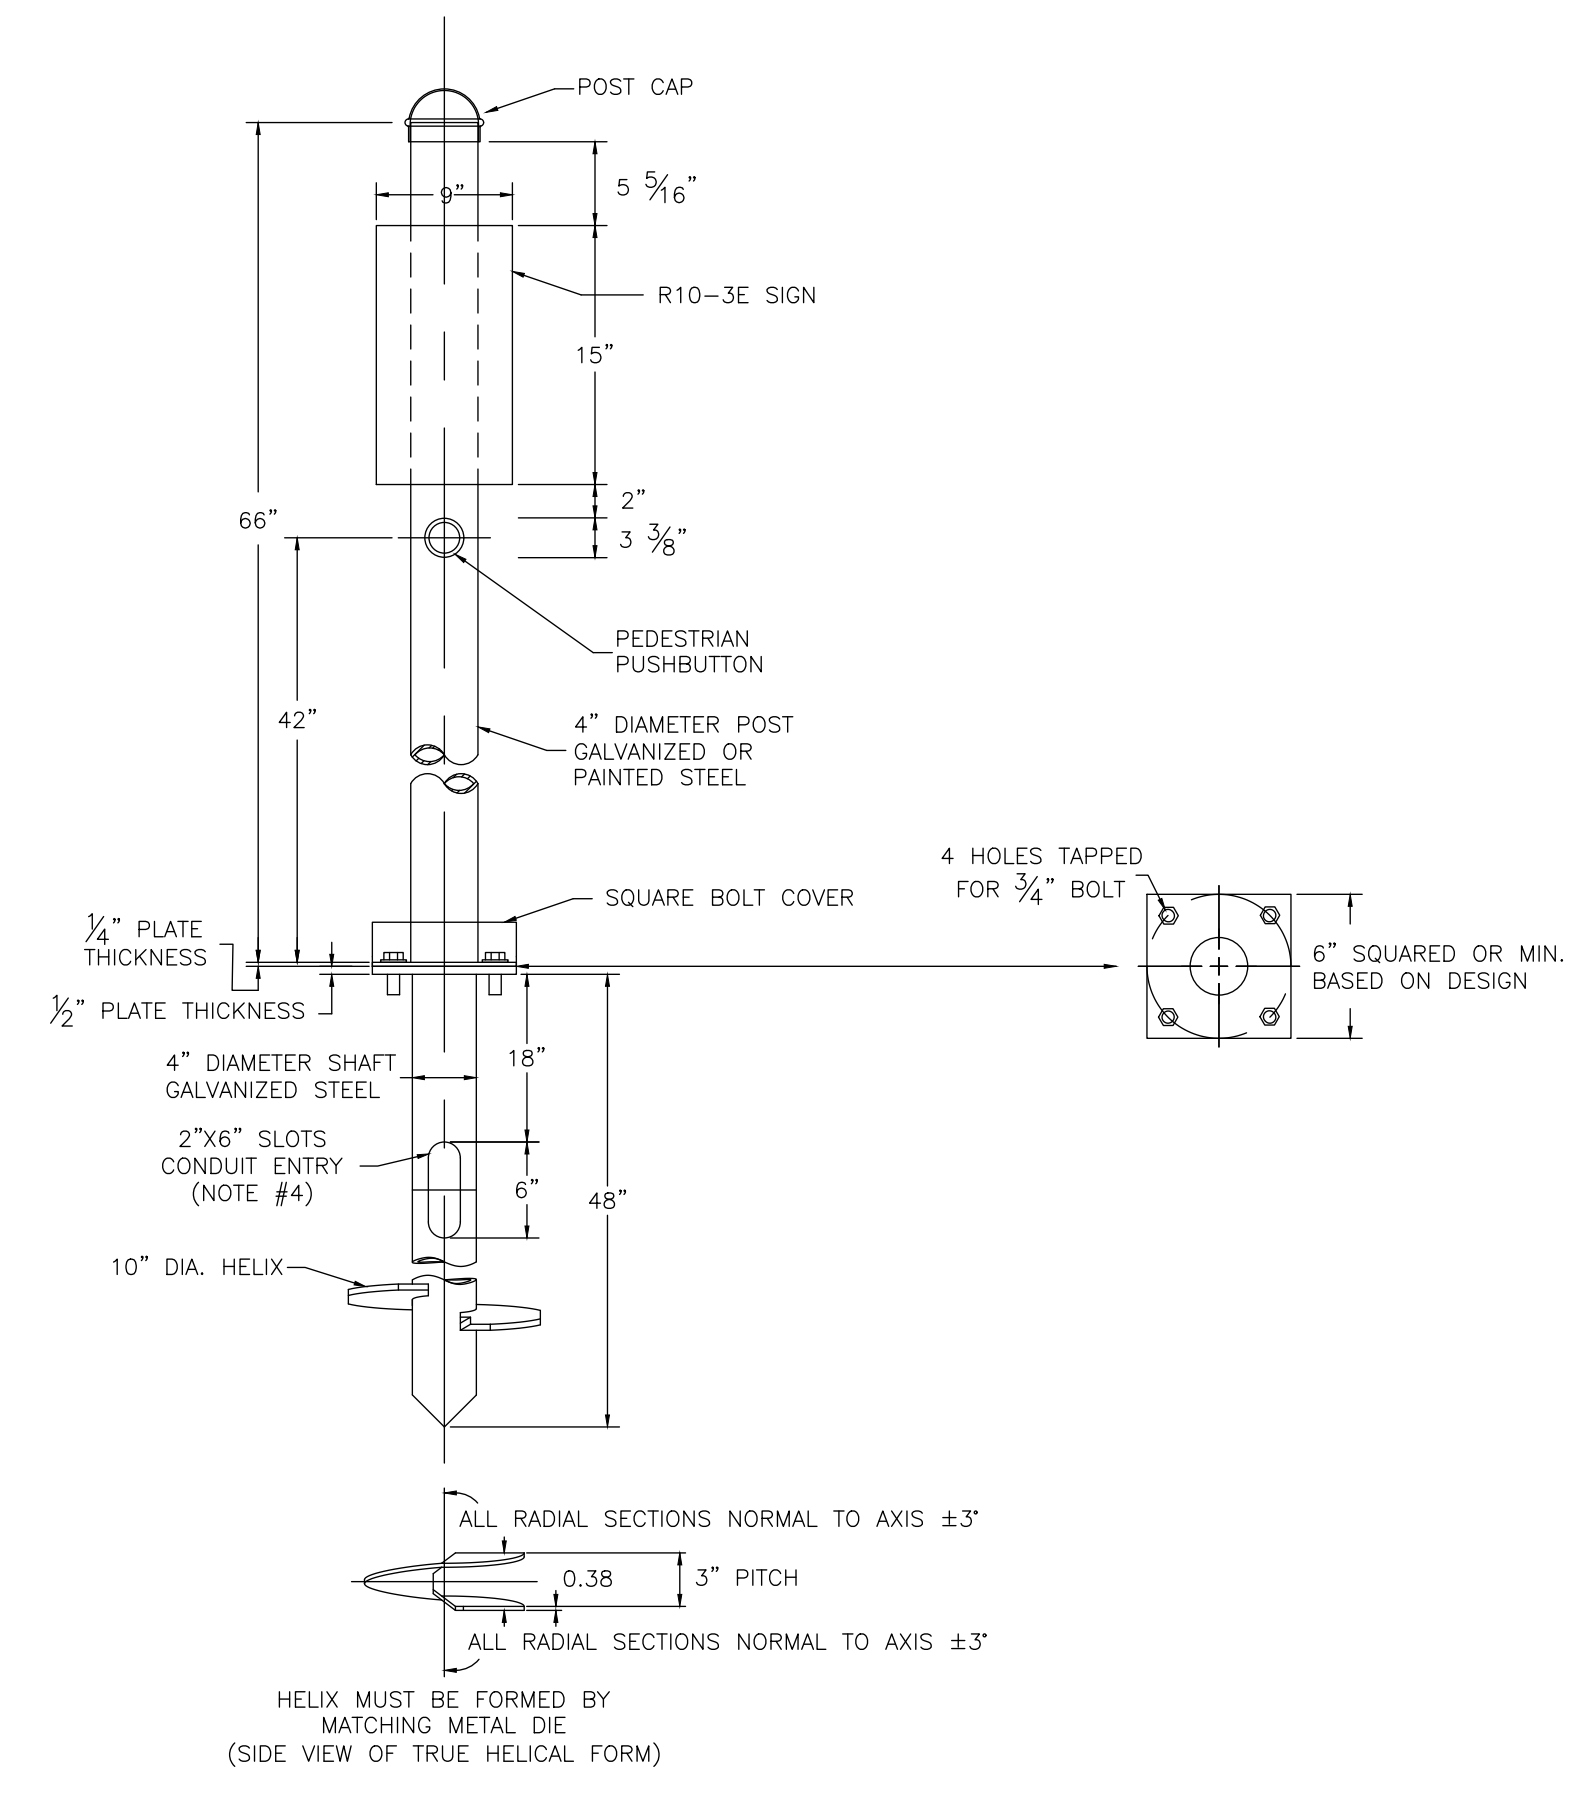 POST CAP
9”
5 5/16”
R10-3E SIGN
15”
66”
2”
3 3/8”
PEDESTRIAN
PUSHBUTTON
42”
4” DIAMETER POST
GALVANIZED OR
PAINTED STEEL
4 HOLES TAPPED
FOR 3/4” BOLT
SQUARE BOLT COVER
1/4” PLATE
THICKNESS
6” SQUARED OR MIN.
BASED ON DESIGN
1/2” PLATE THICKNESS
18”
4” DIAMETER SHAFT
GALVANIZED STEEL
2”X6” SLOTS
CONDUIT ENTRY
(NOTE #4)
6”
48”
10” DIA. HELIX
ALL RADIAL SECTIONS NORMAL TO AXIS ±3°
0.38
3” PITCH
ALL RADIAL SECTIONS NORMAL TO AXIS ±3°
HELIX MUST BE FORMED BY
MATCHING METAL DIE
(SIDE VIEW OF TRUE HELICAL FORM)